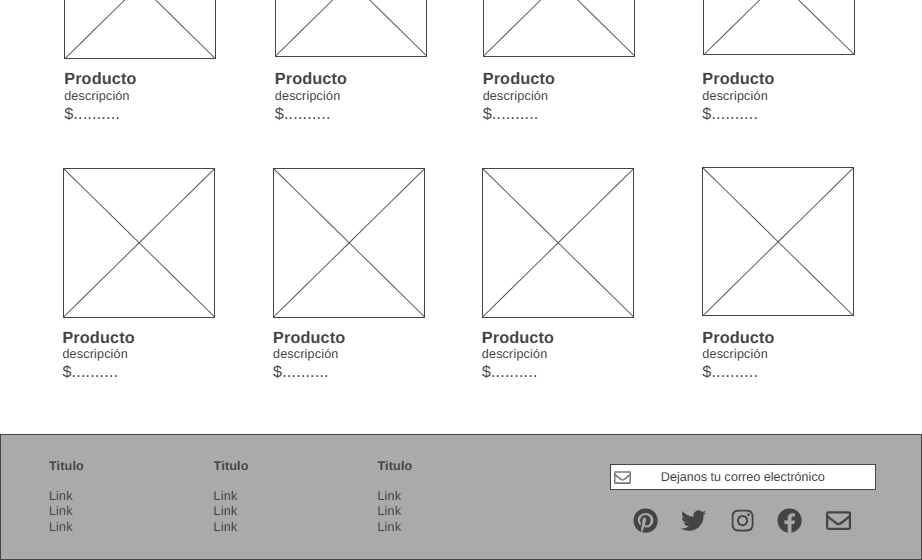 Producto Producto Producto Producto
descripción descripción descripción descripción
$.......... $.......... $.......... $..........
Producto Producto Producto Producto
descripción descripción descripción descripción
$.......... $.......... $.......... $..........
Titulo Titulo Titulo
Dejanos tu correo electrónico
Link Link Link
Link Link Link
Link Link Link